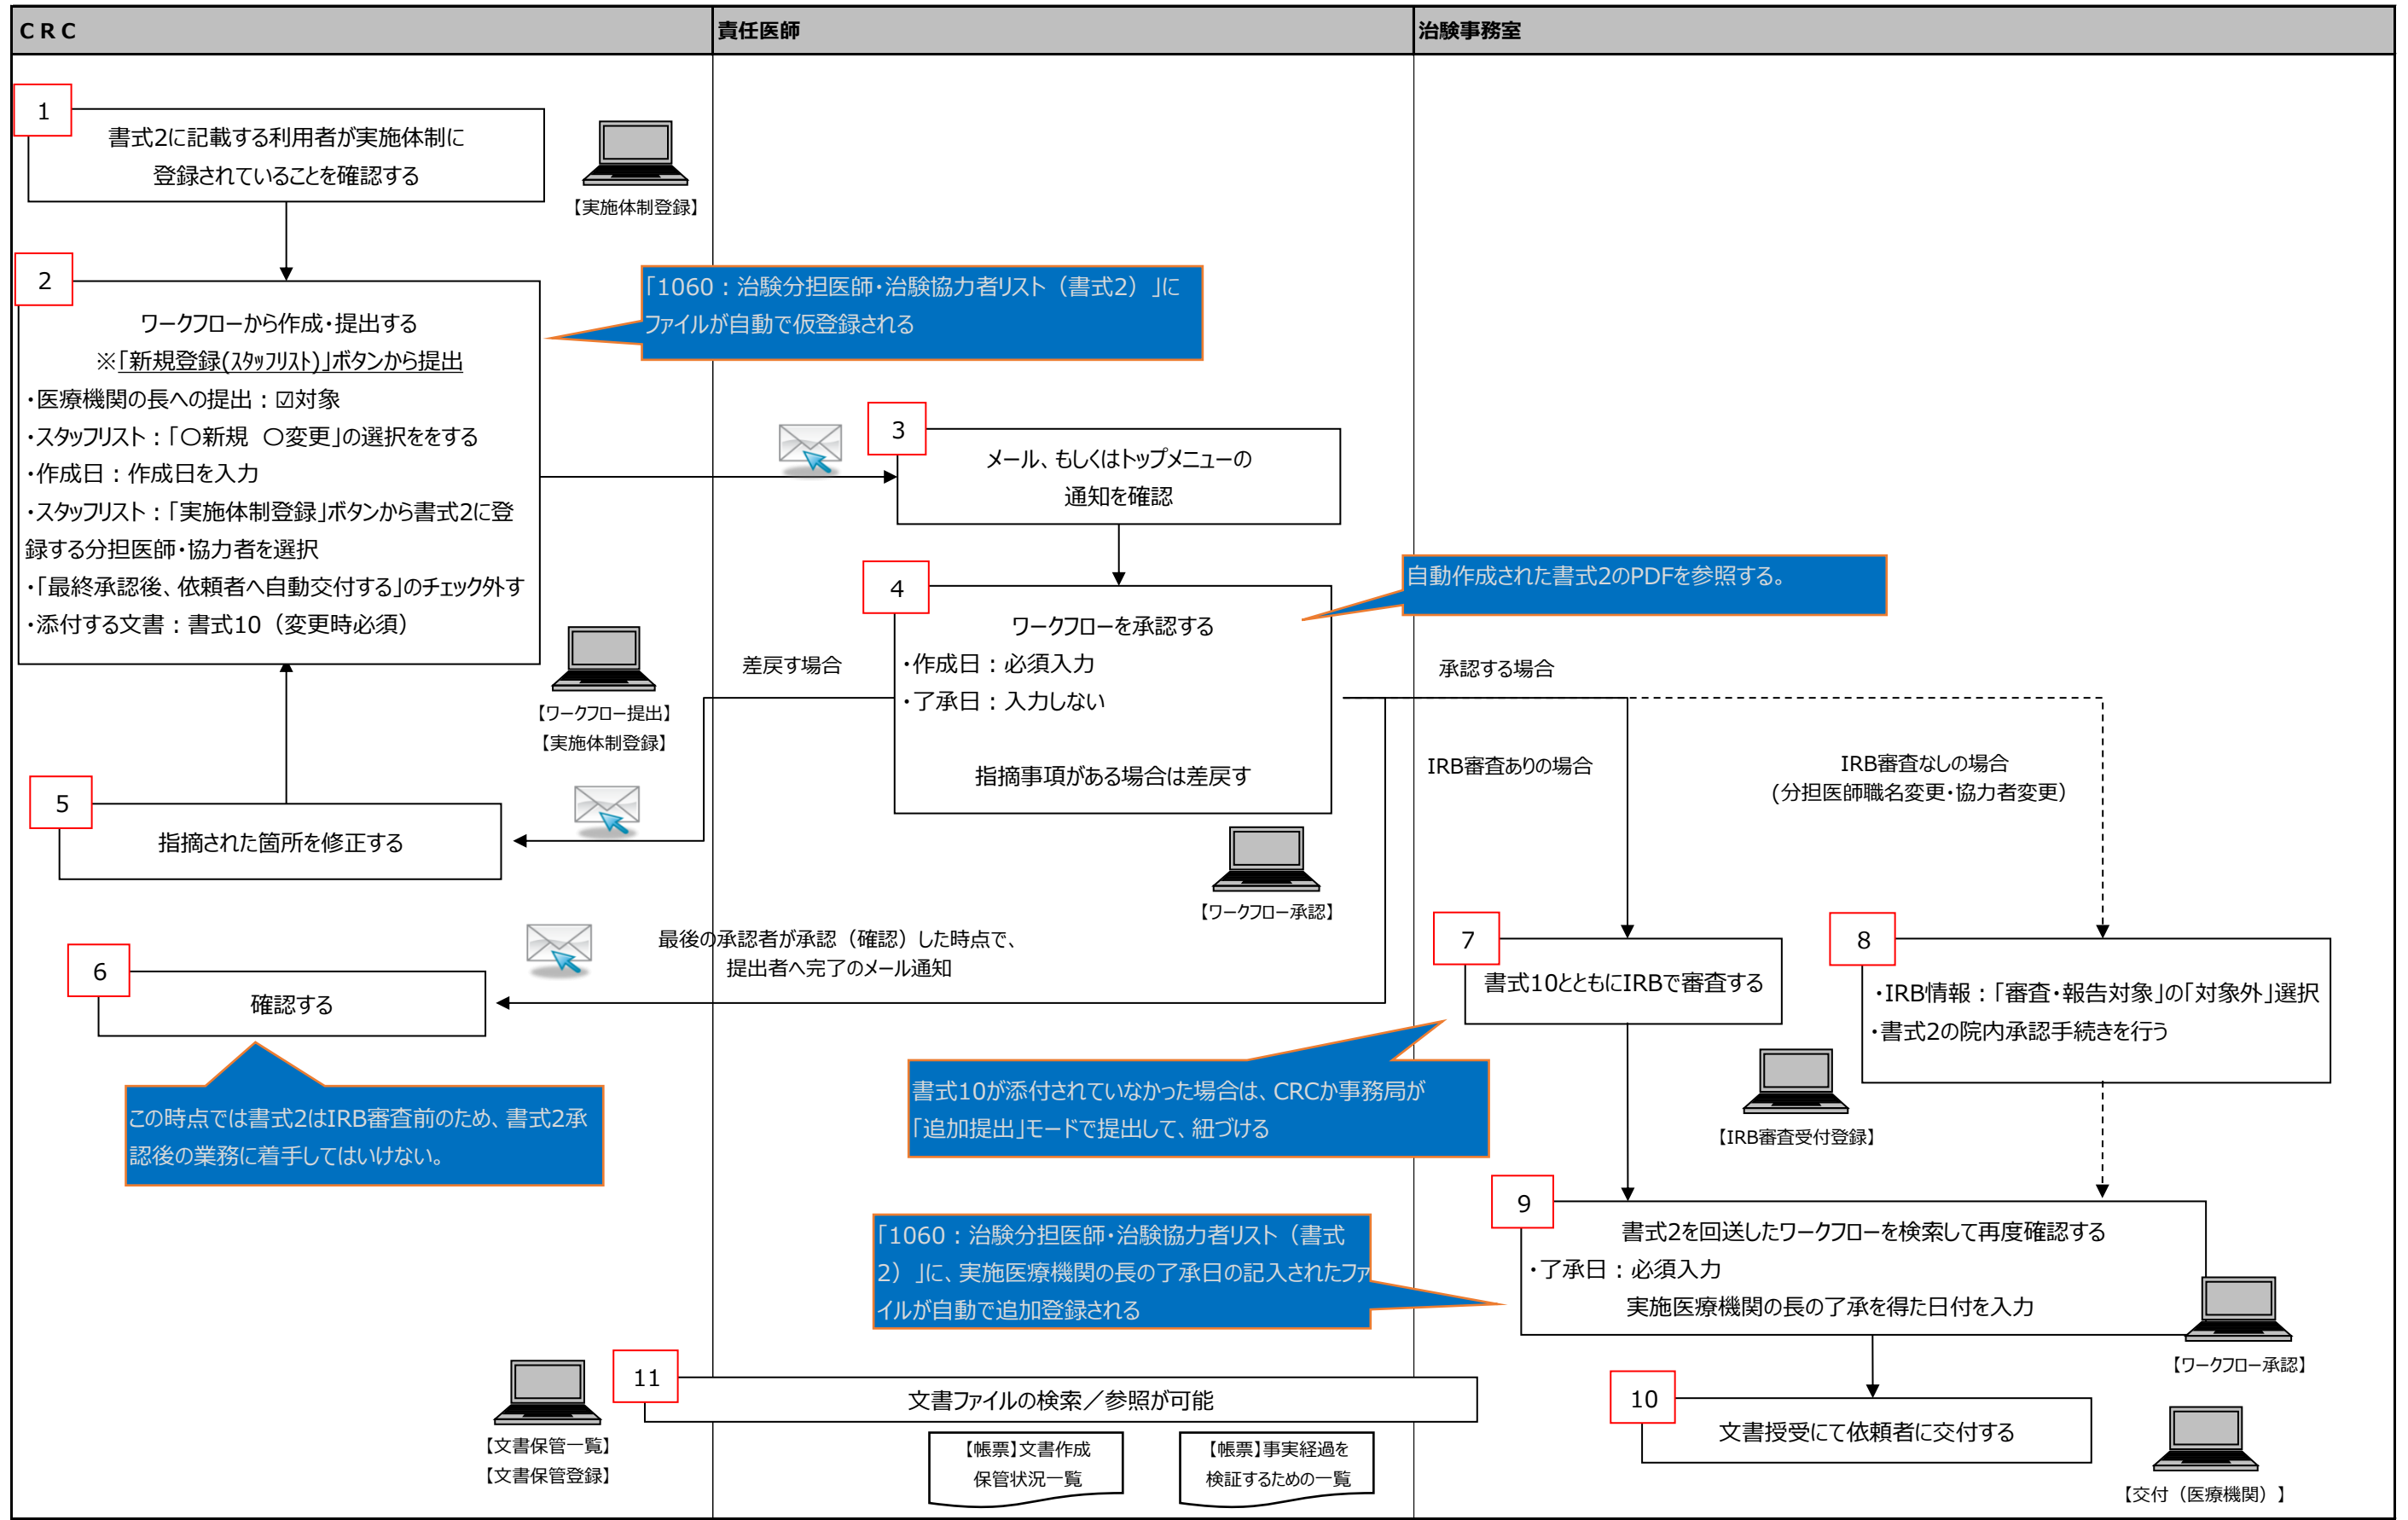 ＣＲＣ
責任医師
治験事務室
1
書式2に記載する利用者が実施体制に
登録されていることを確認する
【実施体制登録】
2
ワークフローから作成・提出する
※「新規登録(ｽﾀｯﾌﾘｽﾄ)」ボタンから提出
・医療機関の長への提出：☑対象
・スタッフリスト：「〇新規　〇変更」の選択ををする
・作成日：作成日を入力
・スタッフリスト：「実施体制登録」ボタンから書式2に登
録する分担医師・協力者を選択
・「最終承認後、依頼者へ自動交付する」のチェック外す
・添付する文書：書式10（変更時必須）
【ワークフロー提出】
【実施体制登録】
「1060：治験分担医師・治験協力者リスト（書式2）」に
ファイルが自動で仮登録される
3
メール、もしくはトップメニューの
通知を確認
4
ワークフローを承認する
・作成日：必須入力
・了承日：入力しない
指摘事項がある場合は差戻す
【ワークフロー承認】
自動作成された書式2のPDFを参照する。
差戻す場合
承認する場合
IRB審査ありの場合
IRB審査なしの場合
(分担医師職名変更・協力者変更）
5
指摘された箇所を修正する
6
確認する
最後の承認者が承認（確認）した時点で、
提出者へ完了のメール通知
この時点では書式2はIRB審査前のため、書式2承
認後の業務に着手してはいけない。
7
書式10とともにIRBで審査する
【IRB審査受付登録】
書式10が添付されていなかった場合は、CRCか事務局が
「追加提出」モードで提出して、紐づける
8
・IRB情報：「審査・報告対象」の「対象外」選択
・書式2の院内承認手続きを行う
9
書式2を回送したワークフローを検索して再度確認する
・了承日：必須入力
実施医療機関の長の了承を得た日付を入力
【ワークフロー承認】
「1060：治験分担医師・治験協力者リスト（書式
2）」に、実施医療機関の長の了承日の記入されたファ
イルが自動で追加登録される
10
文書授受にて依頼者に交付する
【交付（医療機関）】
11
文書ファイルの検索／参照が可能
【文書保管一覧】
【文書保管登録】
【帳票】文書作成
保管状況一覧
【帳票】事実経過を
検証するための一覧